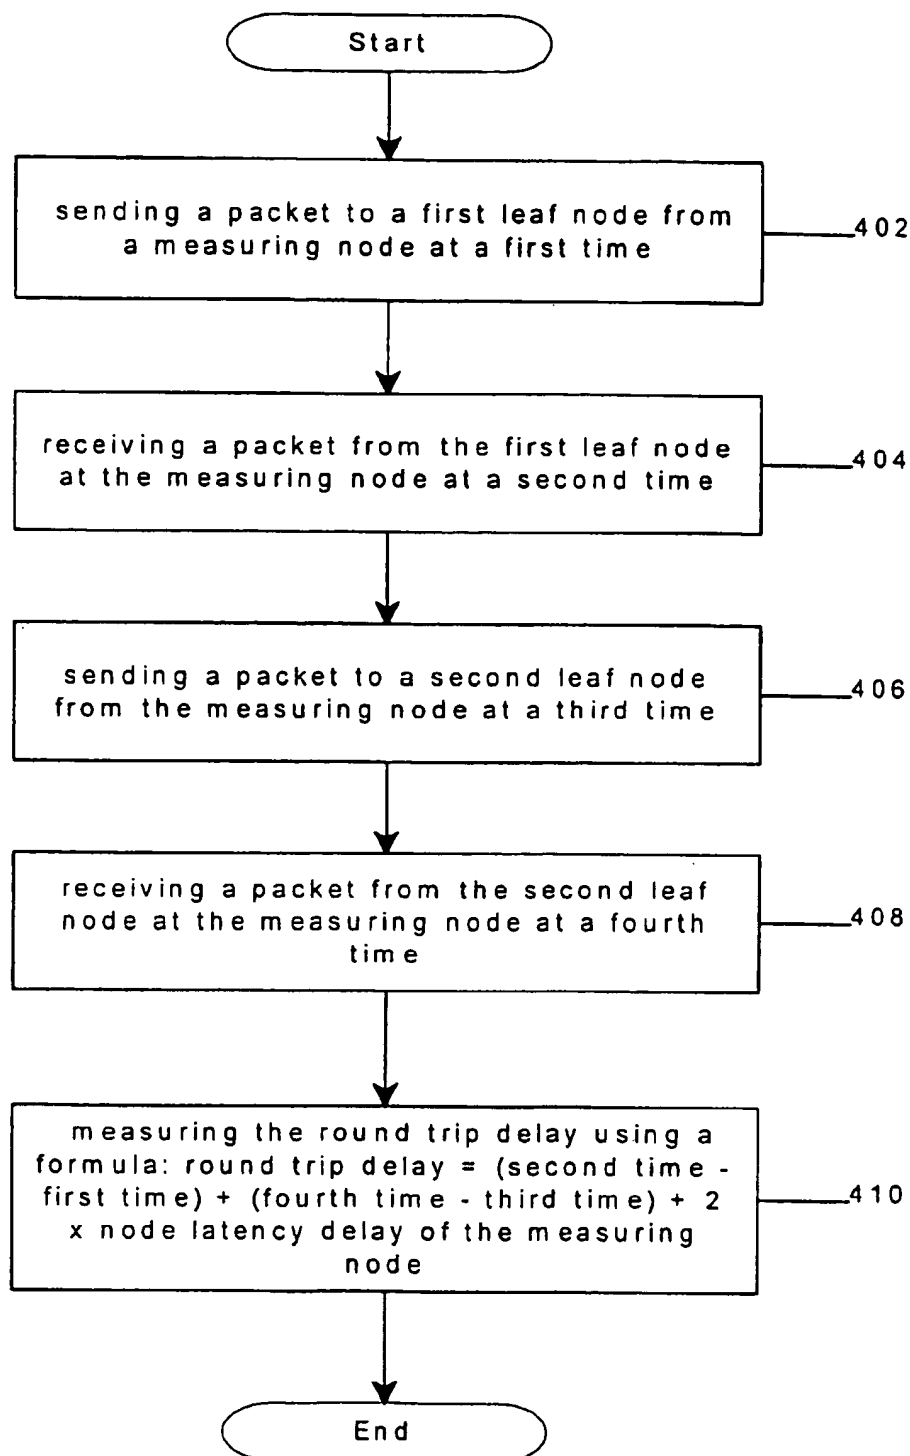 Start
sending a packet to a first leaf node from
a measuring node at a first time
402
receiving a packet from the first leaf node
at the measuring node at a second time
404
sending a packet to a second leaf node
from the measuring node at a third time
406
receiving a packet from the second leaf
node at the measuring node at a fourth
time
408
measuring the round trip delay using a
formula: round trip delay = (second time -
first time) + (fourth time - third time) + 2
x node latency delay of the measuring
node
410
End